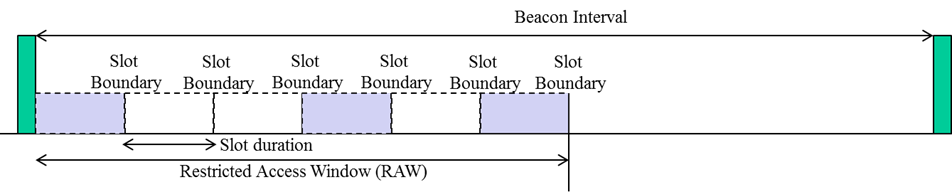 Beacon Interval
Slot
Boundary
Slot
Boundary
Slot
Boundary
Slot
Boundary
Slot
Boundary
Slot
Boundary
Slot duration
Restricted Access Window (RAW)